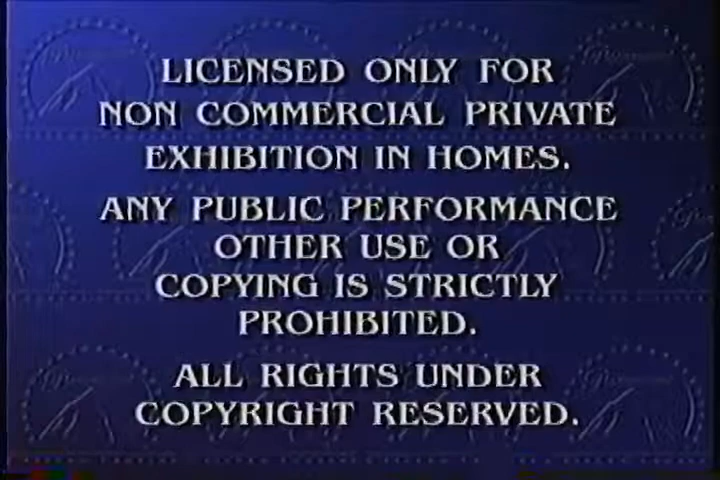 LICENSED ONLY FOR
NON COMMERCIAL PRIVATE
EXHIBITION IN HOMES.
ANY PUBLIC PERFORMANCE
OTHER USE OR
COPYING IS STRICTLY
PROHIBITED.
ALL RIGHTS UNDER
COPYRIGHT RESERVED.